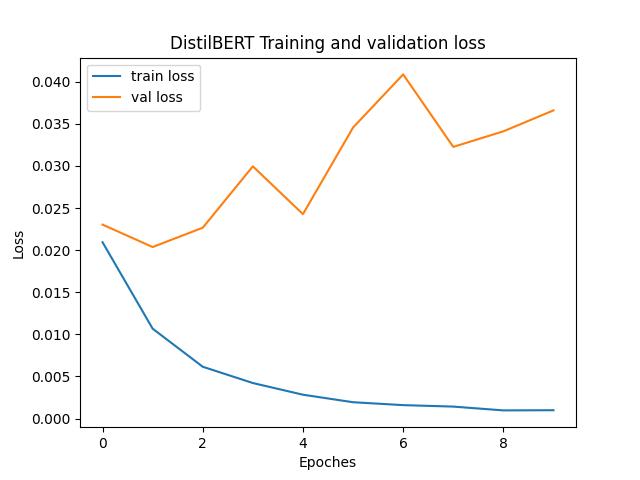 DistilBERT Training and validation loss
train loss
val loss
0.040
0.035
0.030
0.025
0.020
0.015
0.010
0.005
0.000
Loss
0 2 4 6 8
Epoches